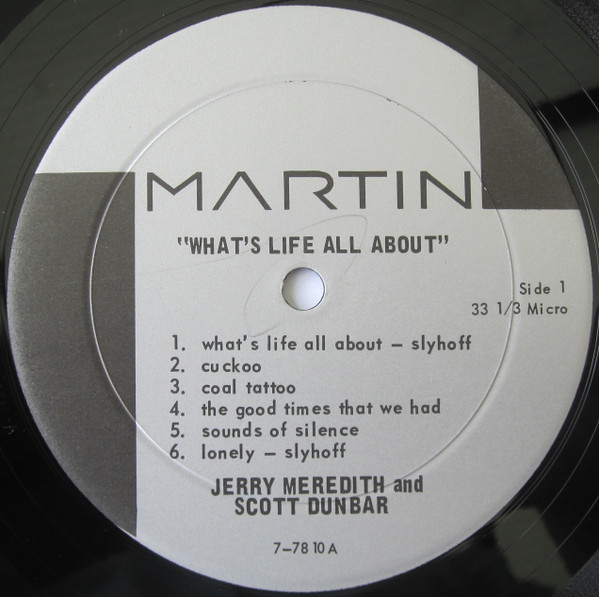 MARTIN
"WHAT'S LIFE ALL ABOUT"
Side 1
33 1/3 Micro
1. what's life all about – slyhoff
2. cuckoo
3. coal tattoo
4. the good times that we had
5. sounds of silence
6. lonely – slyhoff
JERRY MEREDITH and
SCOTT DUNBAR
7–78 10 A